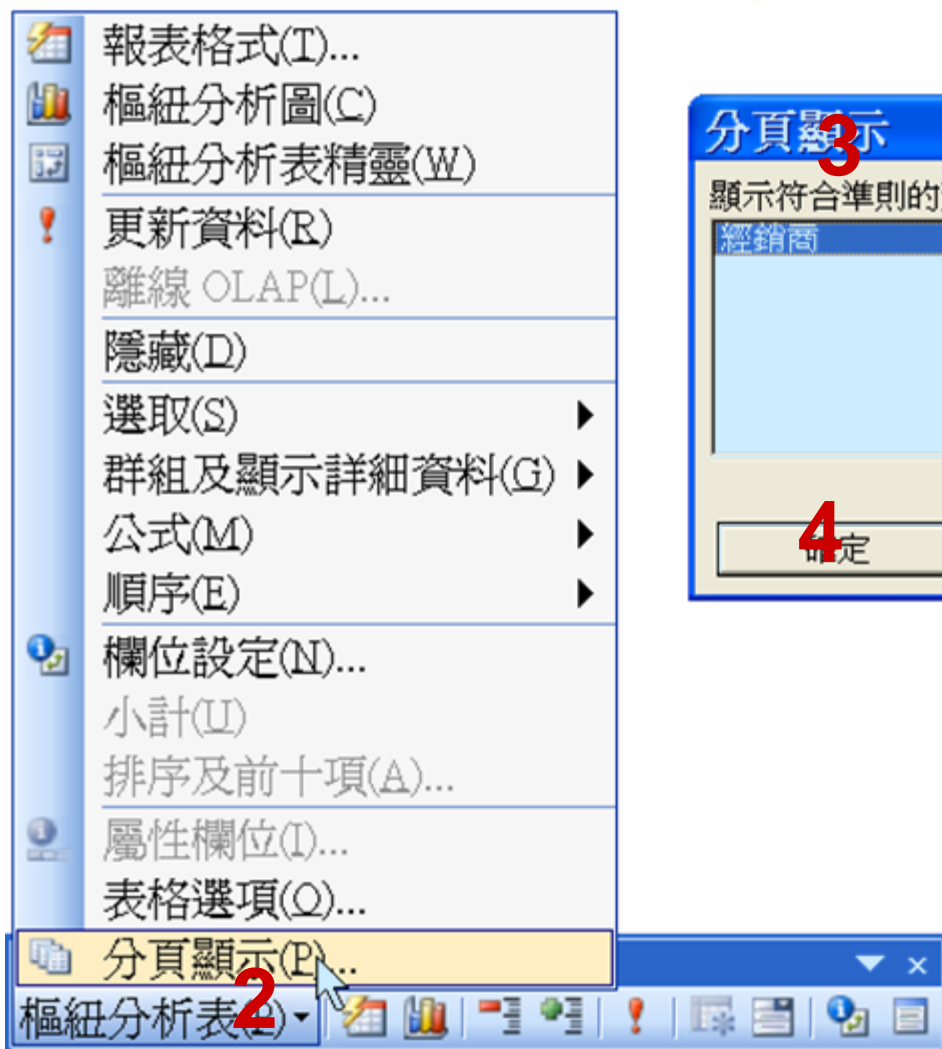 報表格式(T)...
樞紐分析圖(C)
樞紐分析表精靈(W)
更新資料(R)
離線 OLAP(L)...
隱藏(D)
選取(S)
群組及顯示詳細資料(G)
公式(M)
順序(E)
欄位設定(N)...
小計(U)
排序及前十項(A)...
屬性欄位(I)...
表格選項(O)...
分頁顯示(P)...
樞紐分析表(P)
2
分頁顯示
3
顯示符合準則的
經銷商
確定
4